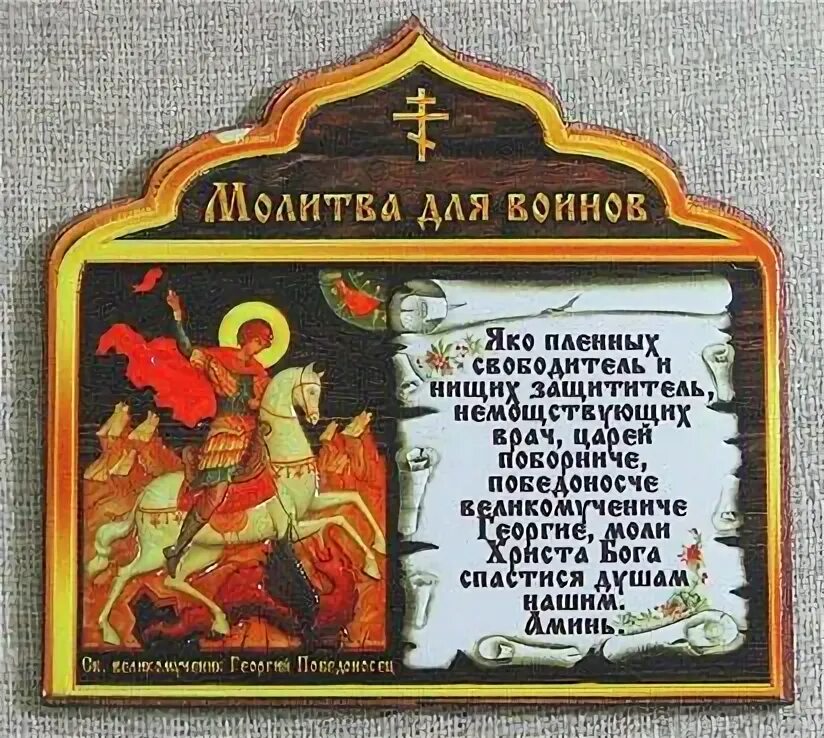 Молитва для воинов
Яко пленных
свободитель и
нищих защититель,
немощствующих
врач, царей
поборниче,
победоносче
великомучениче
Георгие, моли
Христа Бога
спастися душам
нашим.
Аминь.
Св. великомученик Георгий Победоносец